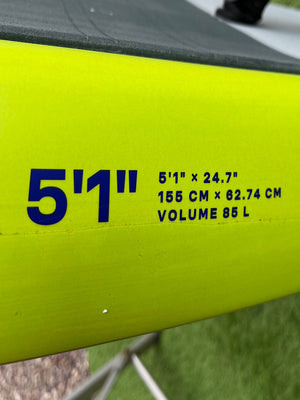 5'1"
5'1" × 24.7"
155 CM × 62.74 CM
VOLUME 85 L